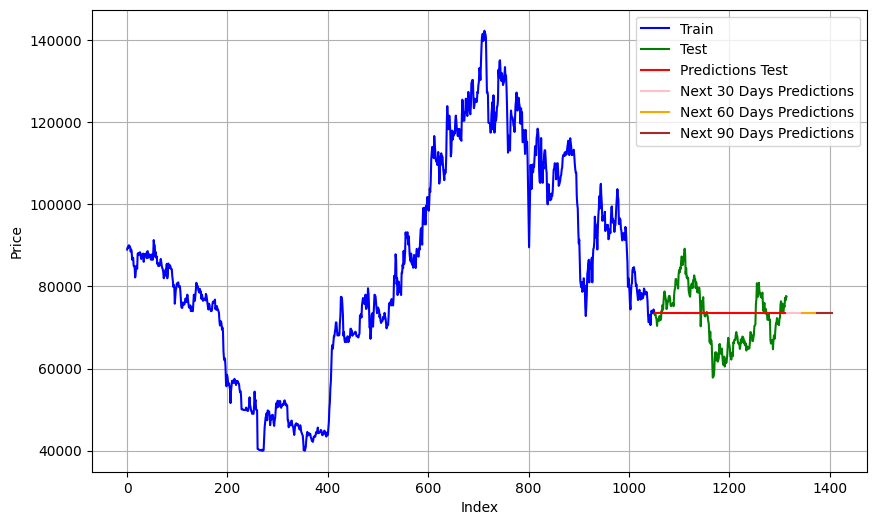 Train
Test
Predictions Test
Next 30 Days Predictions
Next 60 Days Predictions
Next 90 Days Predictions
140000
120000
100000
80000
60000
40000
Price
0
200
400
600
800
1000
1200
1400
Index